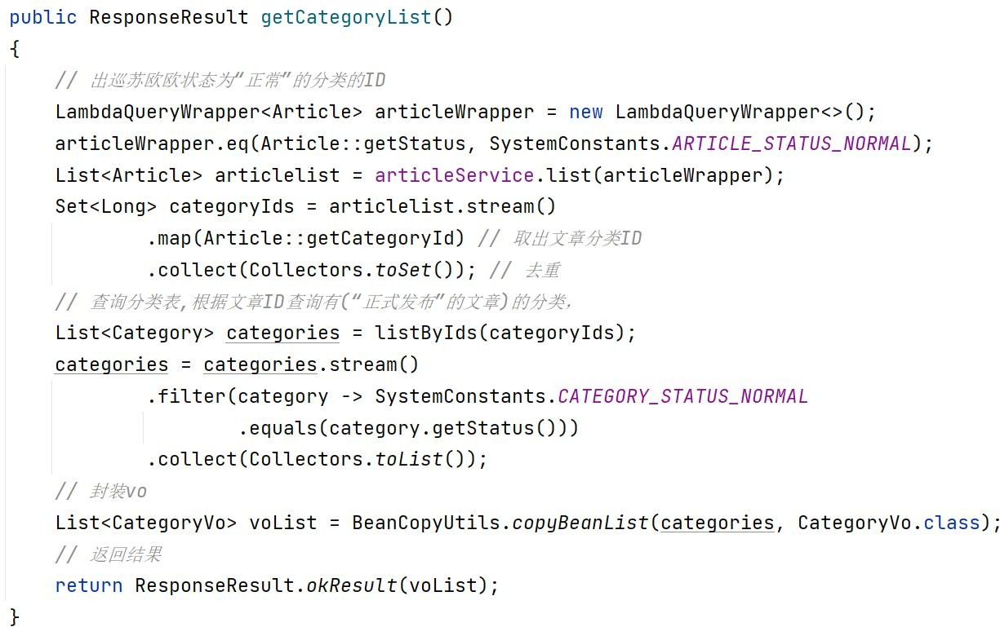 public ResponseResult getCategoryList()
{
// 出巡苏欧欧状态为“正常”的分类的ID
LambdaQueryWrapper<Article> articleWrapper = new LambdaQueryWrapper<>();
articleWrapper.eq(Article::getStatus, SystemConstants.ARTICLE_STATUS_NORMAL);
List<Article> articlelist = articleService.list(articleWrapper);
Set<Long> categoryIds = articlelist.stream()
.map(Article::getCategoryId) // 取出文章分类ID
.collect(Collectors.toSet()); // 去重
// 查询分类表,根据文章ID查询有(“正式发布”的文章)的分类,
List<Category> categories = listByIds(categoryIds);
categories = categories.stream()
.filter(category -> SystemConstants.CATEGORY_STATUS_NORMAL
.equals(category.getStatus()))
.collect(Collectors.toList());
// 封装vo
List<CategoryVo> voList = BeanCopyUtils.copyBeanList(categories, CategoryVo.class);
// 返回结果
return ResponseResult.okResult(voList);
}